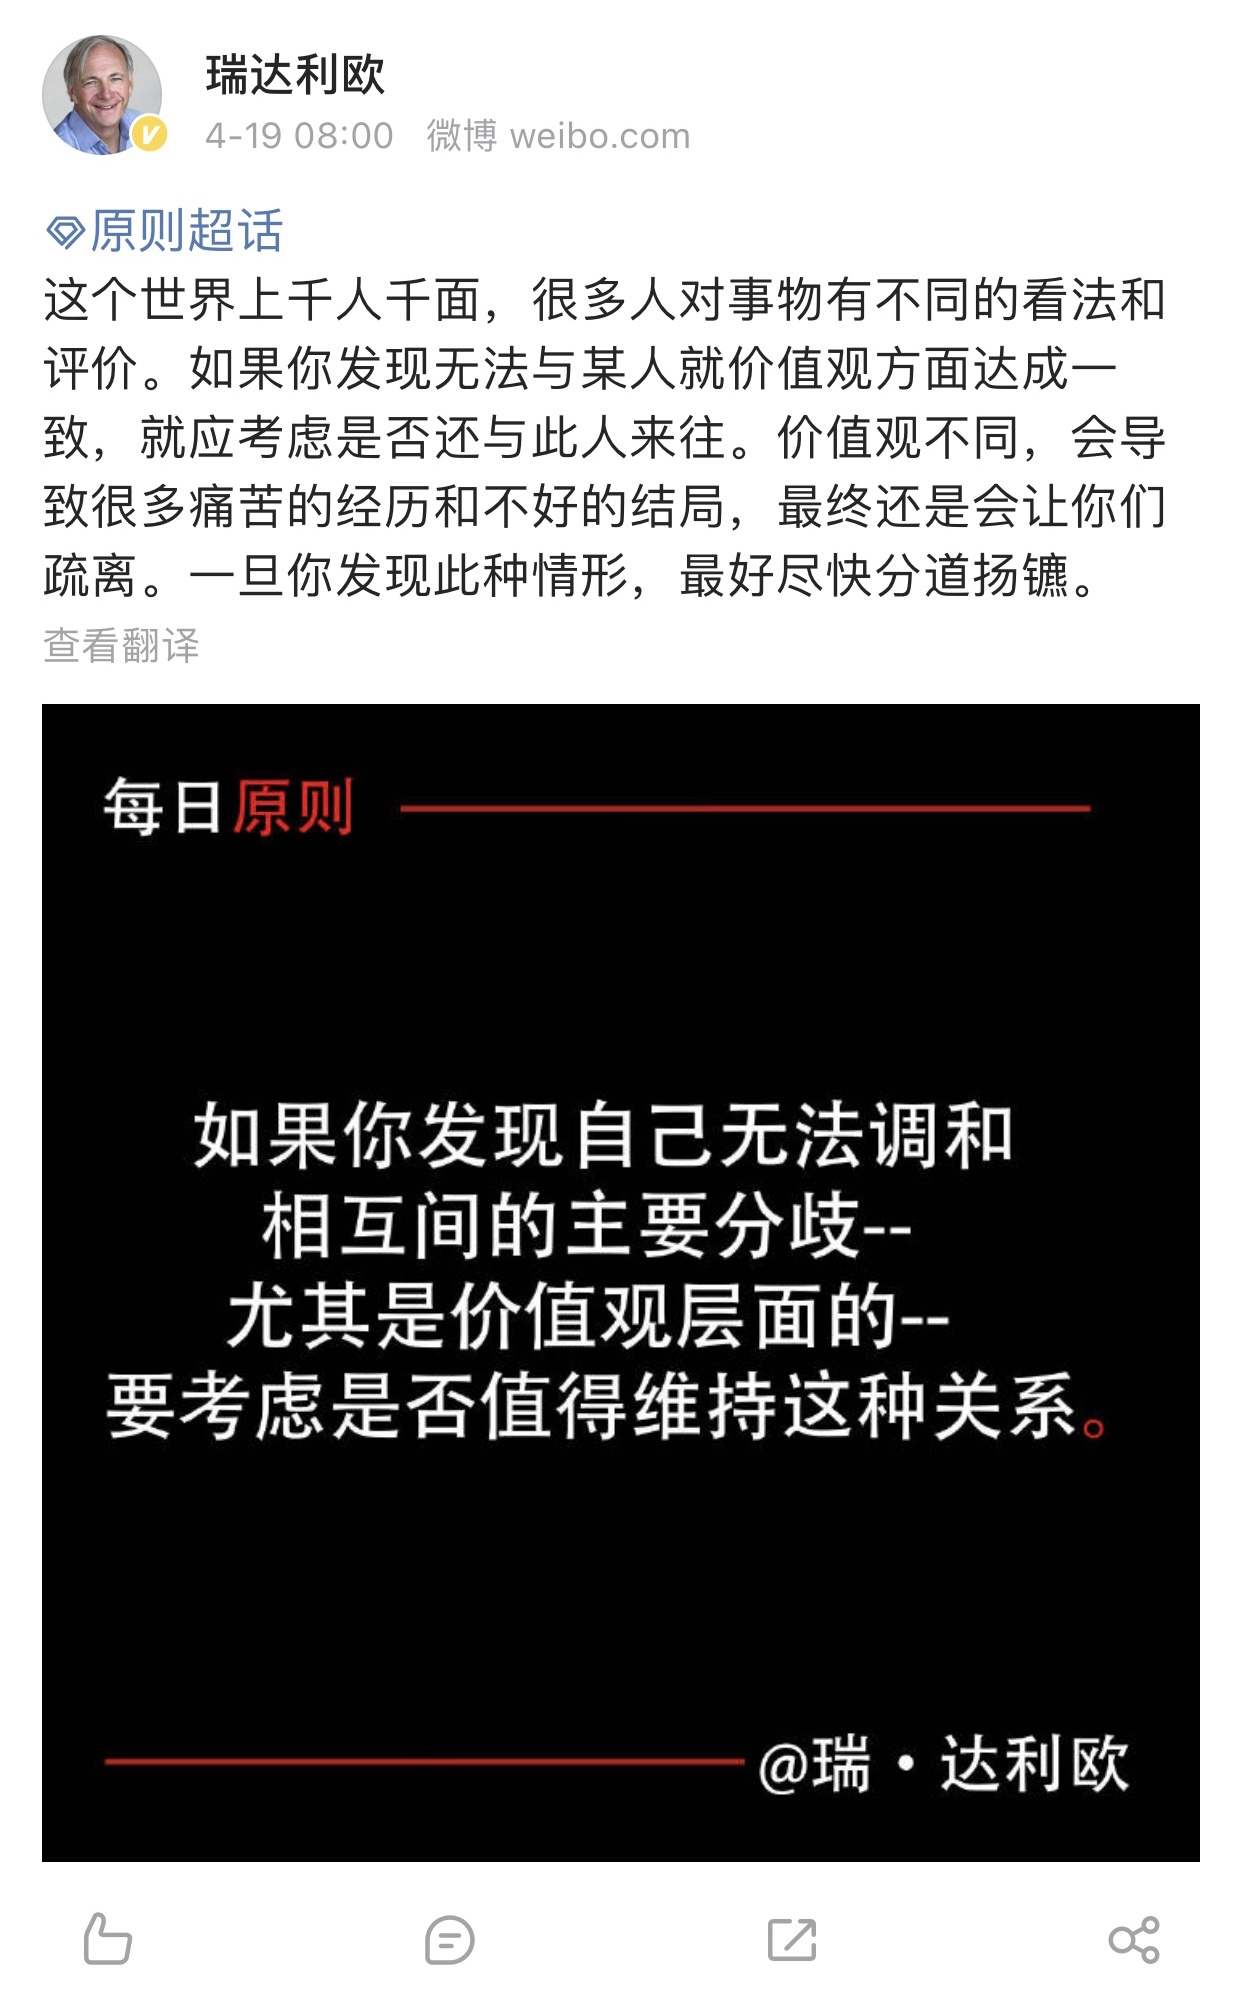 瑞达利欧
4-19 08:00 微博 weibo.com
原则超话
这个世界上千人千面，很多人对事物有不同的看法和
评价。如果你发现无法与某人就价值观方面达成一
致，就应考虑是否还与此人来往。价值观不同，会导
致很多痛苦的经历和不好的结局，最终还是会让你们
疏离。一旦你发现此种情形，最好尽快分道扬镳。
查看翻译
每日原则
如果你发现自己无法调和
相互间的主要分歧--
尤其是价值观层面的--
要考虑是否值得维持这种关系。
@瑞·达利欧